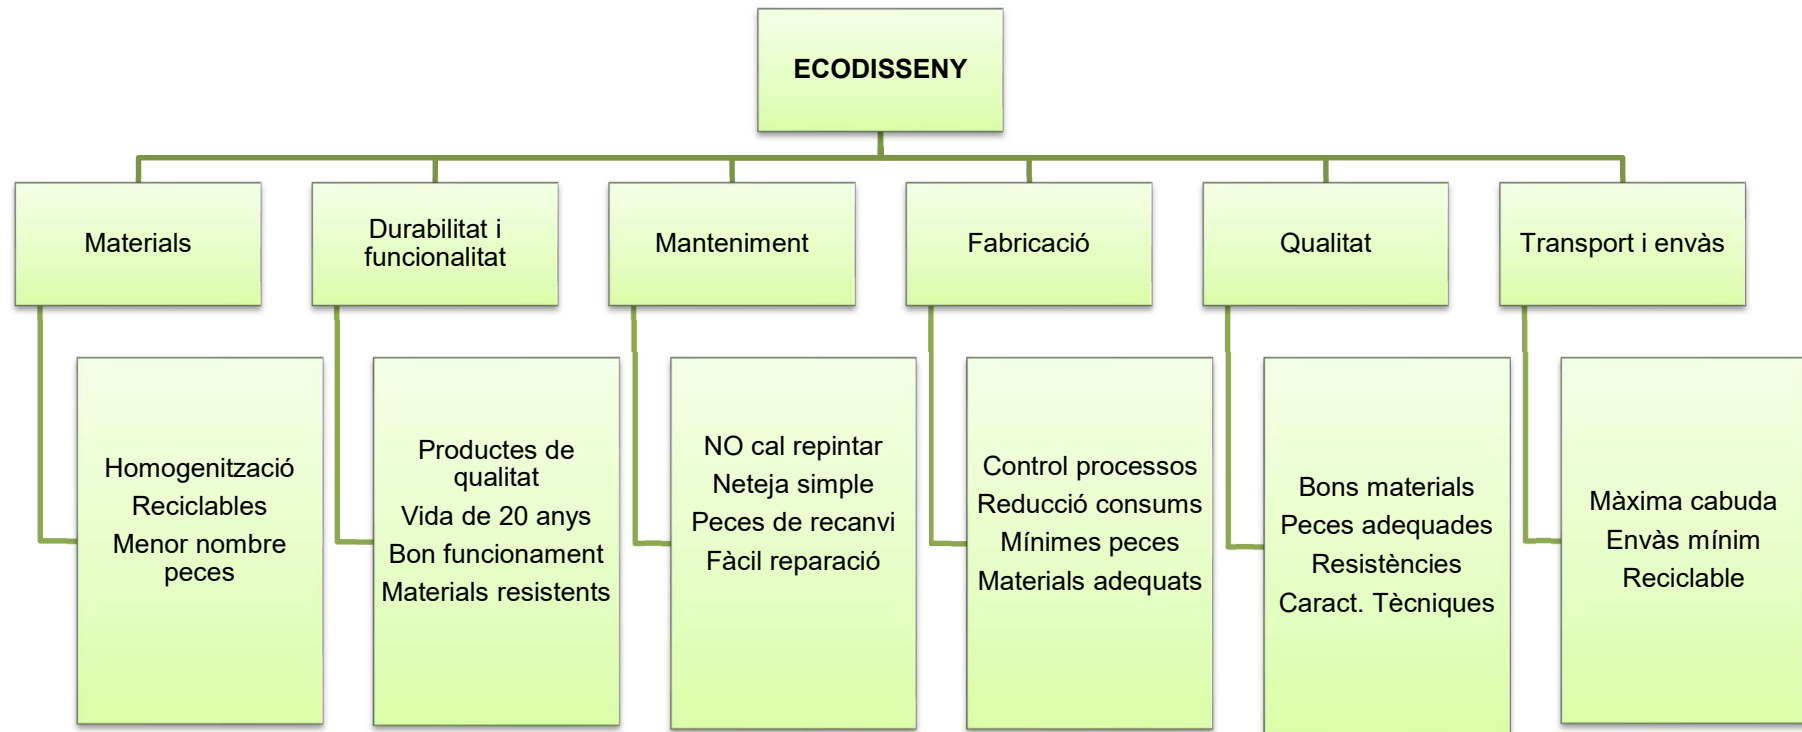 ECODISSENY
Materials
Durabilitat i
funcionalitat
Manteniment
Fabricació
Qualitat
Transport i envàs
Homogenització
Reciclables
Menor nombre
peces
Productes de
qualitat
Vida de 20 anys
Bon funcionament
Materials resistents
NO cal repintar
Neteja simple
Peces de recanvi
Fàcil reparació
Control processos
Reducció consums
Mínimes peces
Materials adequats
Bons materials
Peces adequades
Resistències
Caract. Tècniques
Màxima cabuda
Envàs mínim
Reciclable